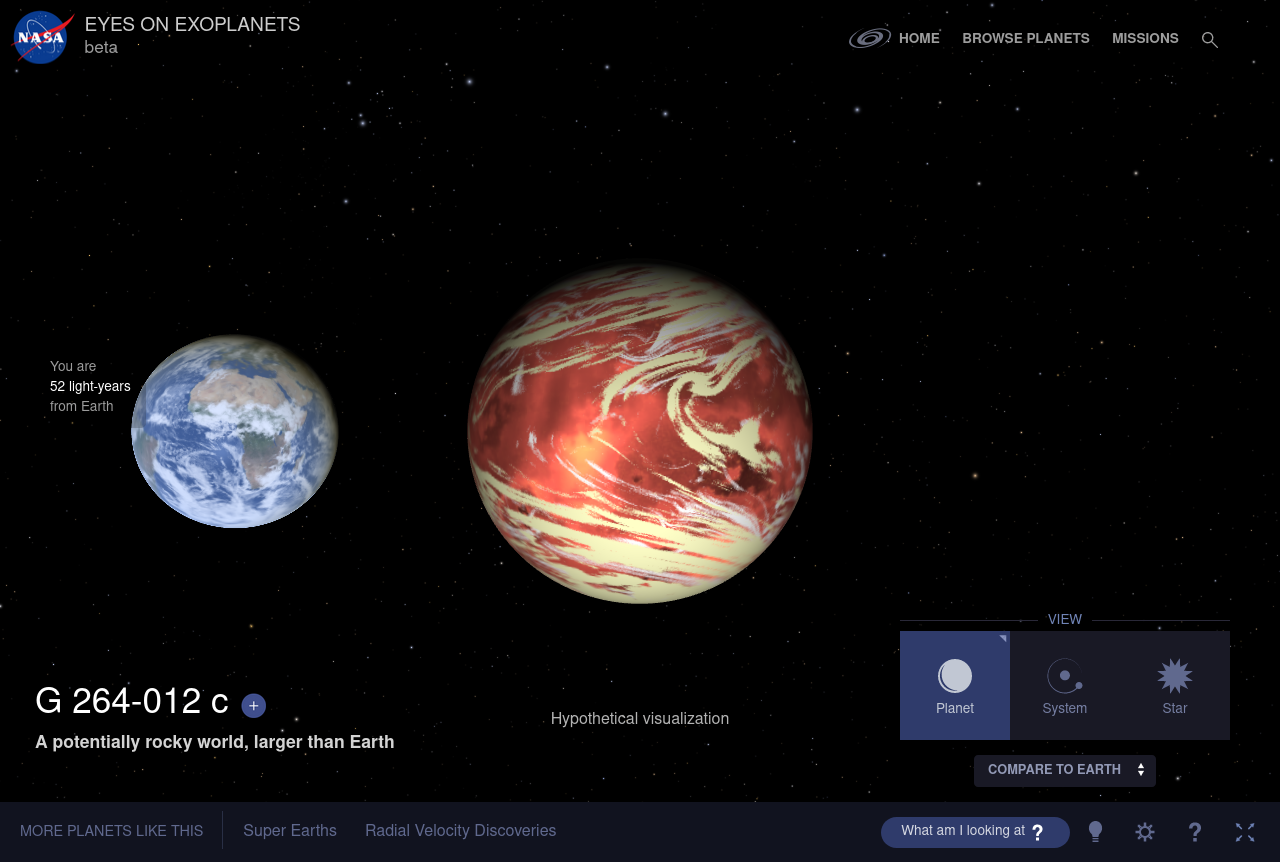 NASA
EYES ON EXOPLANETS
beta
HOME
BROWSE PLANETS
MISSIONS
You are
52 light-years
from Earth
VIEW
Planet
System
Star
G 264-012 c +
A potentially rocky world, larger than Earth
Hypothetical visualization
COMPARE TO EARTH
MORE PLANETS LIKE THIS
Super Earths
Radial Velocity Discoveries
What am I looking at ?
?